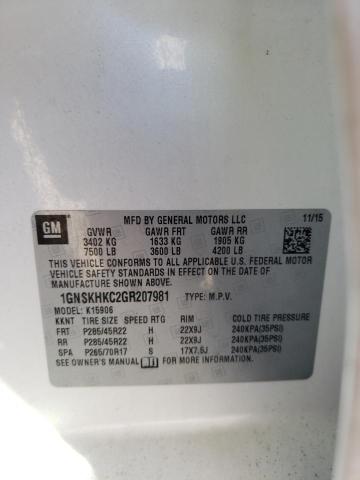 GM
MFD BY GENERAL MOTORS LLC 11/15
GVWR GAWR FRT GAWR RR
3402 KG 1633 KG 1905 KG
7500 LB 3600 LB 4200 LB
THIS VEHICLE CONFORMS TO ALL APPLICABLE U.S. FEDERAL MOTOR
VEHICLE SAFETY AND THEFT PREVENTION STANDARDS IN EFFECT ON THE DATE OF
MANUFACTURE SHOWN ABOVE.
1GNSKHKC2GR207981 TYPE: M.P.V.
MODEL: K15906
KKNT TIRE SIZE SPEED RTG RIM COLD TIRE PRESSURE
FRT P285/45R22 H 22X9J 240KPA(35PSI)
RR P285/45R22 H 22X9J 240KPA(35PSI)
SPA P265/70R17 S 17X7.5J 240KPA(35PSI)
SEE OWNER'S MANUAL FOR MORE INFORMATION.